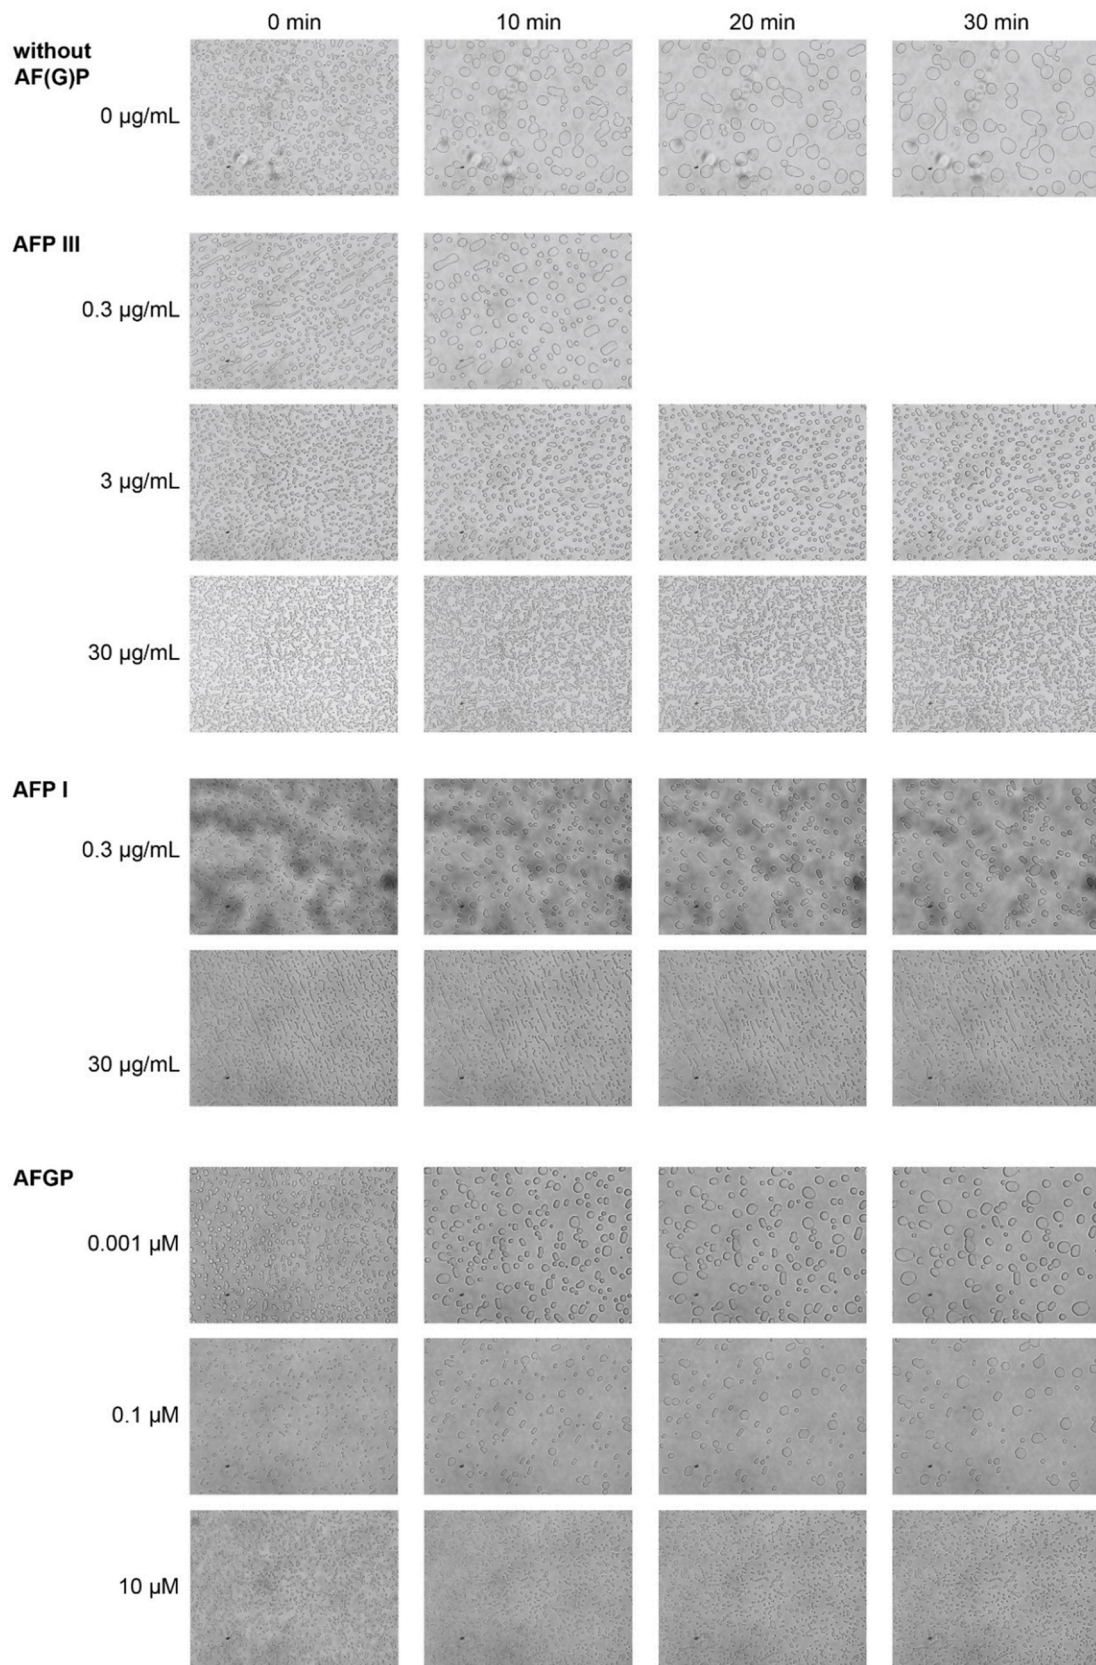 0 min 10 min 20 min 30 min
without
AF(G)P
0 µg/mL
AFP III
0.3 µg/mL
3 µg/mL
30 µg/mL
AFP I
0.3 µg/mL
30 µg/mL
AFGP
0.001 µM
0.1 µM
10 µM